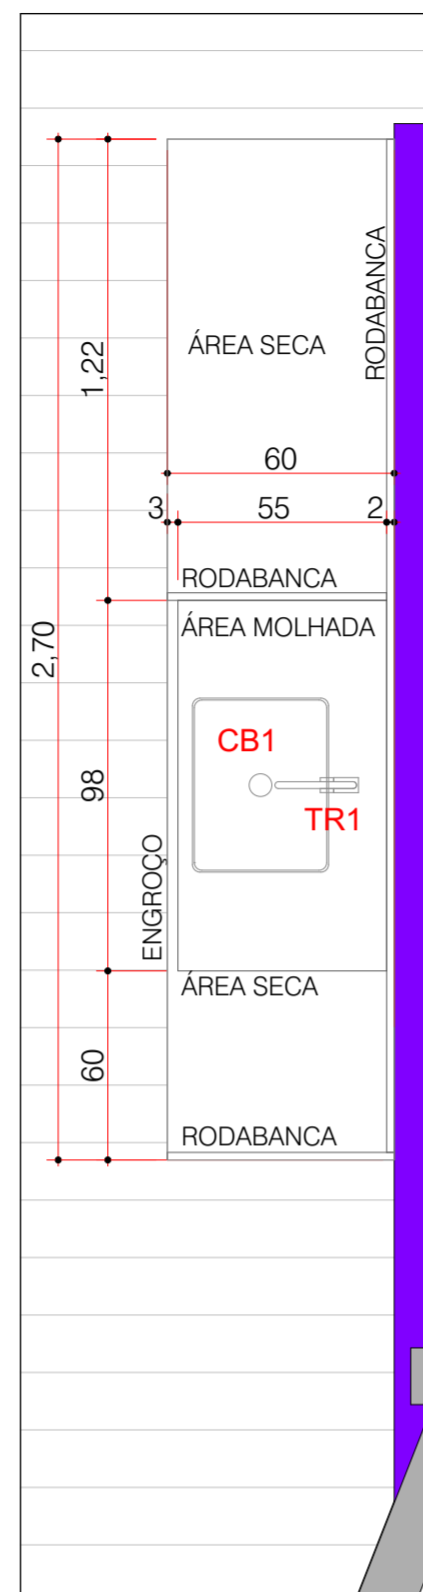 RODABANCA
ÁREA SECA
1,22
60
3
55
2
RODABANCA
ÁREA MOLHADA
2,70
CB1
98
TR1
ENGROÇO
ÁREA SECA
60
RODABANCA